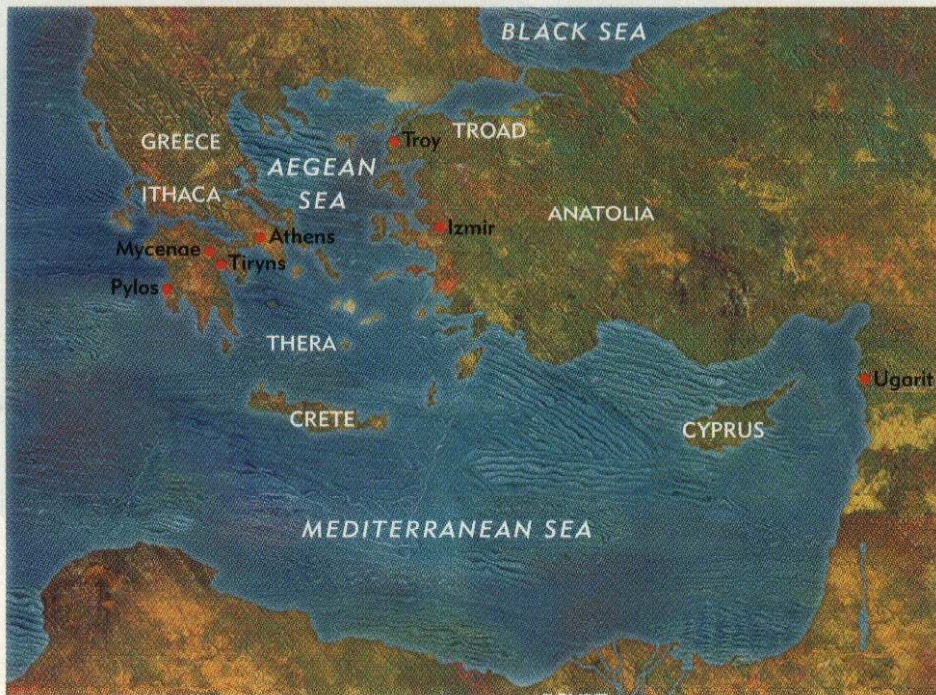 BLACK SEA
Troy
TROAD
GREECE
AEGEAN
SEA
ITHACA
ANATOLIA
Izmir
Athens
Mycenae
Tiryns
Pylos
THERA
Ugarit
CRETE
CYPRUS
MEDITERRANEAN SEA